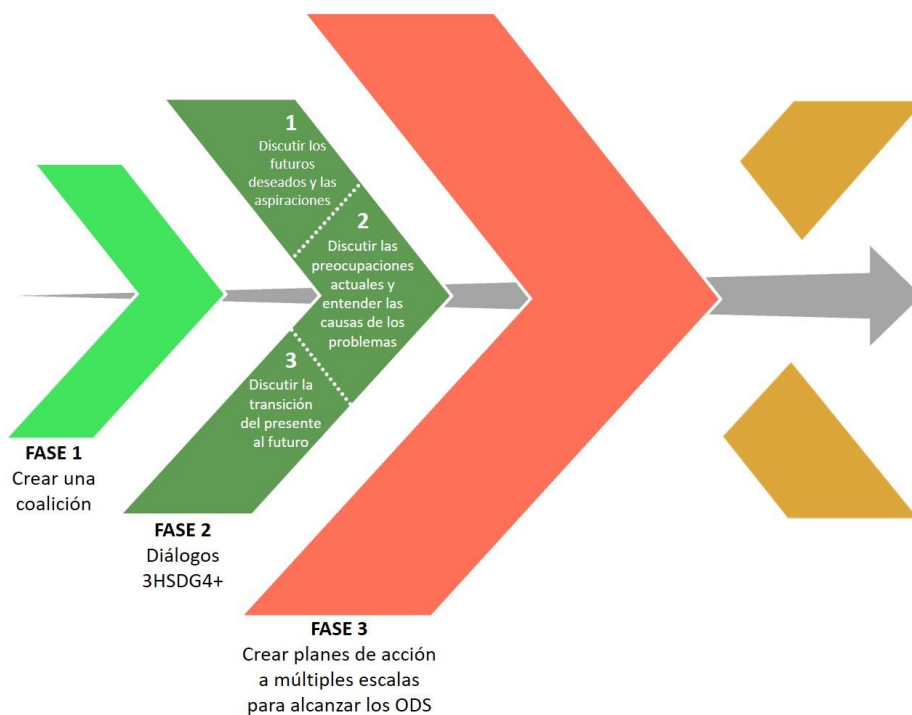 1
Discutir los
futuros
deseados y las
aspiraciones
2
Discutir las
preocupaciones
actuales y
entender las
causas de los
problemas
3
Discutir la
transición
del presente
al futuro
FASE 1
Crear una
coalición
FASE 2
Diálogos
3HSDG4+
FASE 3
Crear planes de acción
a múltiples escalas
para alcanzar los ODS